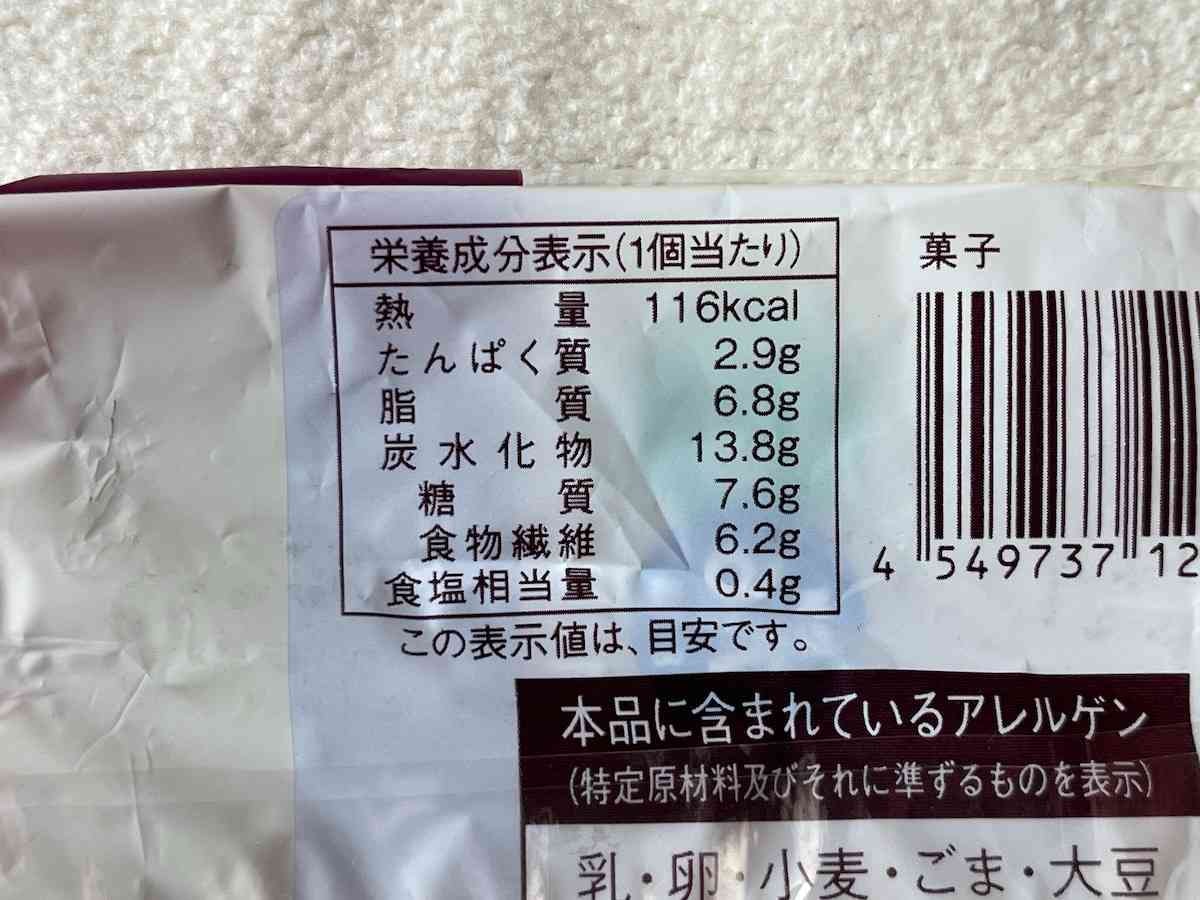 栄養成分表示(1個当たり)
熱量 116kcal
たんぱく質 2.9g
脂質 6.8g
炭水化物 13.8g
糖質 7.6g
食物繊維 6.2g
食塩相当量 0.4g
この表示値は、目安です。
菓子
4 549737 12
本品に含まれているアレルゲン
(特定原材料及びそれに準ずるものを表示)
乳・卵・小麦・ごま・大豆